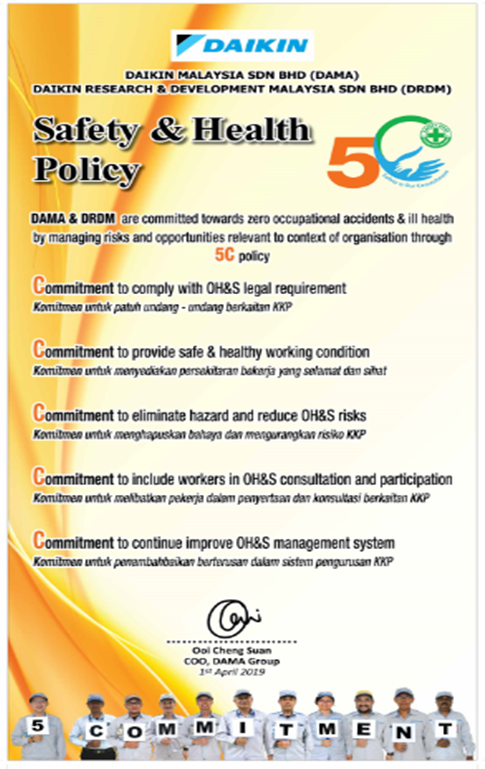 DAIKIN
DAIKIN MALAYSIA SDN BHD (DAMA)
DAIKIN RESEARCH & DEVELOPMENT MALAYSIA SDN BHD (DRDM)
Safety & Health
Policy
5C
DAMA & DRDM are committed towards zero occupational accidents & ill health
by managing risks and opportunities relevant to context of organisation through
5C policy
Commitment to comply with OH&S legal requirement
Komitmen untuk patuh undang - undang berkaitan KKP
Commitment to provide safe & healthy working condition
Komitmen untuk menyediakan persekitaran bekerja yang selamat dan sihat
Commitment to eliminate hazard and reduce OH&S risks
Komitmen untuk menghapuskan bahaya dan mengurangkan risiko KKP
Commitment to include workers in OH&S consultation and participation
Komitmen untuk melibatkan pekerja dalam penyertaan dan konsultasi berkaitan KKP
Commitment to continue improve OH&S management system
Komitmen untuk penambahbaikan berterusan dalam sistem pengurusan KKP
Ooi Cheng Suan
COO, DAMA Group
1st April 2019
5 COMMITMENT